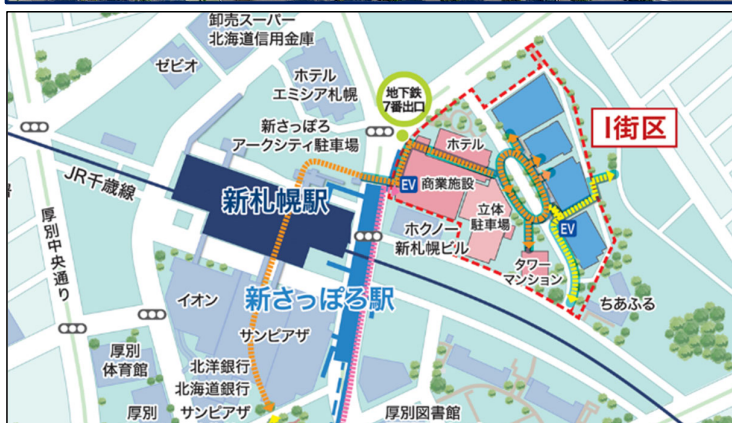 卸売スーパー
北海道信用金庫
ゼビオ
ホテル
エミシア札幌
地下鉄
7番出口
新さっぽろ
アークシティ駐車場
ホテル
I街区
JR千歳線
新札幌駅
EV
商業施設
立体
駐車場
EV
ホクノー
新札幌ビル
タワー
マンション
厚別中央通り
イオン
新さっぽろ駅
ちあふる
サンピアザ
厚別
体育館
北洋銀行
北海道銀行
厚別
サンピアザ
厚別図書館